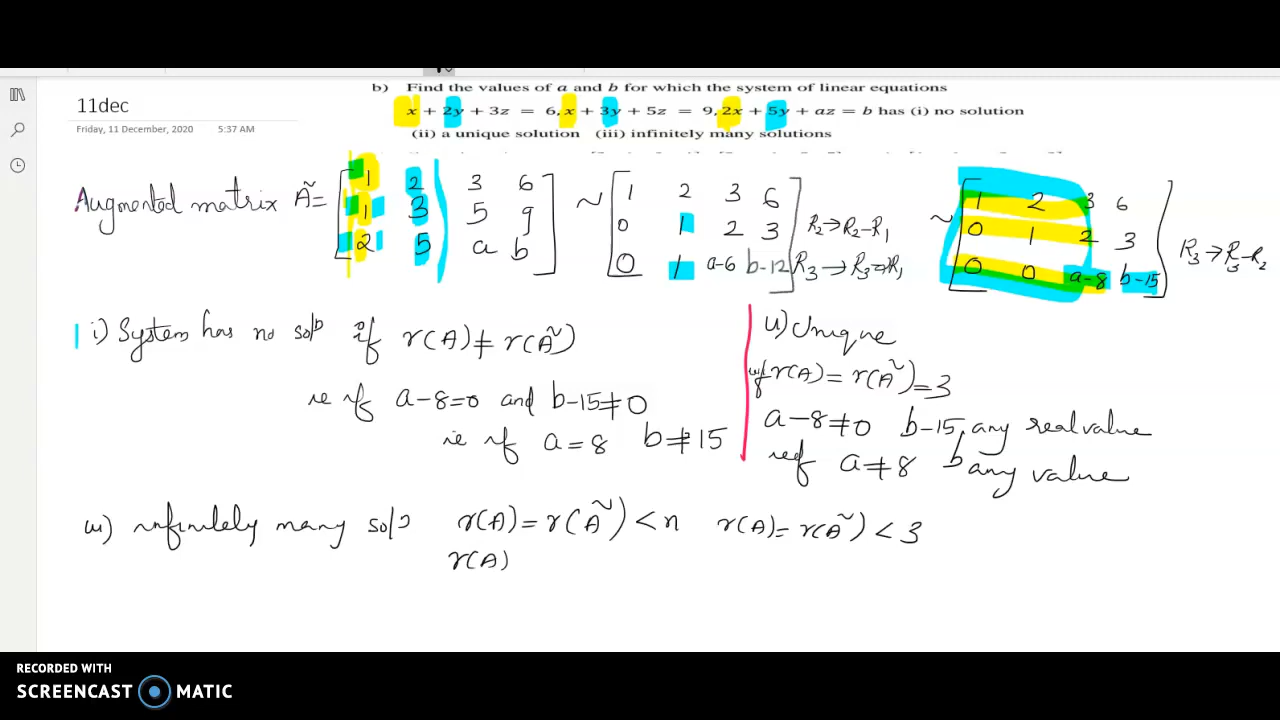 b) Find the values of a and b for which the system of linear equations
11dec
x + 2y + 3z = 6, x + 3y + 5z = 9, 2x + 5y + az = b has (i) no solution
Friday, 11 December, 2020 5:37 AM
(ii) a unique solution (iii) infinitely many solutions
Augmented matrix Ã =
1 2 3 6
1 3 5 9
2 5 a b
~
1 2 3 6
0 1 2 3 R2→R2-R1
0 1 a-6 b-12 R3→
~
1 2 3 6
0 1 2 3
0 0 a-8 b-15
R3→R3-R2
i) System has no solⁿ if r(A) ≠ r(Ã)
ie if a-8=0 and b-15≠0
ie if a=8 b≠15
ii) Unique
if r(A) = r(Ã) = 3
a-8≠0 b-15, any real value
a≠8 b any value
iii) infinitely many solⁿ r(A) = r(Ã) < n r(A) = r(Ã) < 3
r(A)
RECORDED WITH
SCREENCAST MATIC